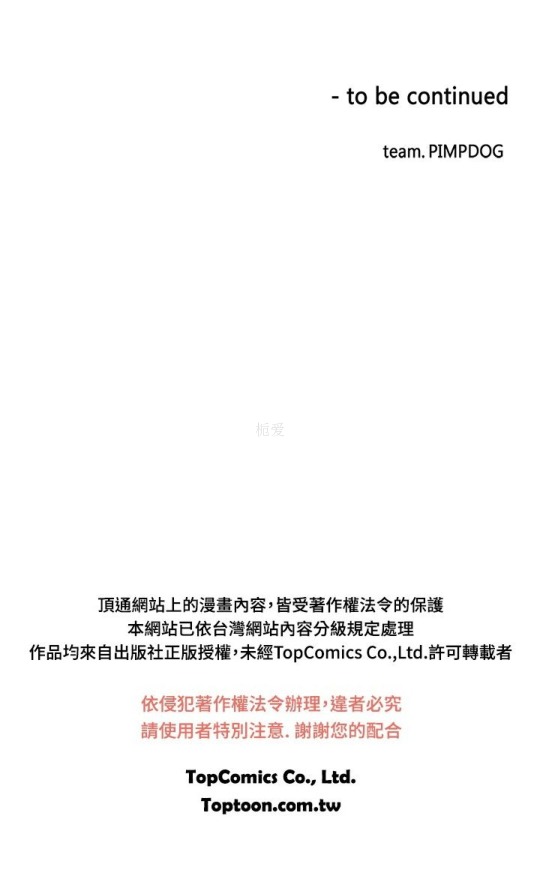 - to be continued
team. PIMPDOG
栀爱
頂通網站上的漫畫內容，皆受著作權法令的保護
本網站已依台灣網站內容分級規定處理
作品均來自出版社正版授權，未經TopComics Co.,Ltd.許可轉載者
依侵犯著作權法令辦理，違者必究
請使用者特別注意. 謝謝您的配合
TopComics Co., Ltd.
Toptoon.com.tw